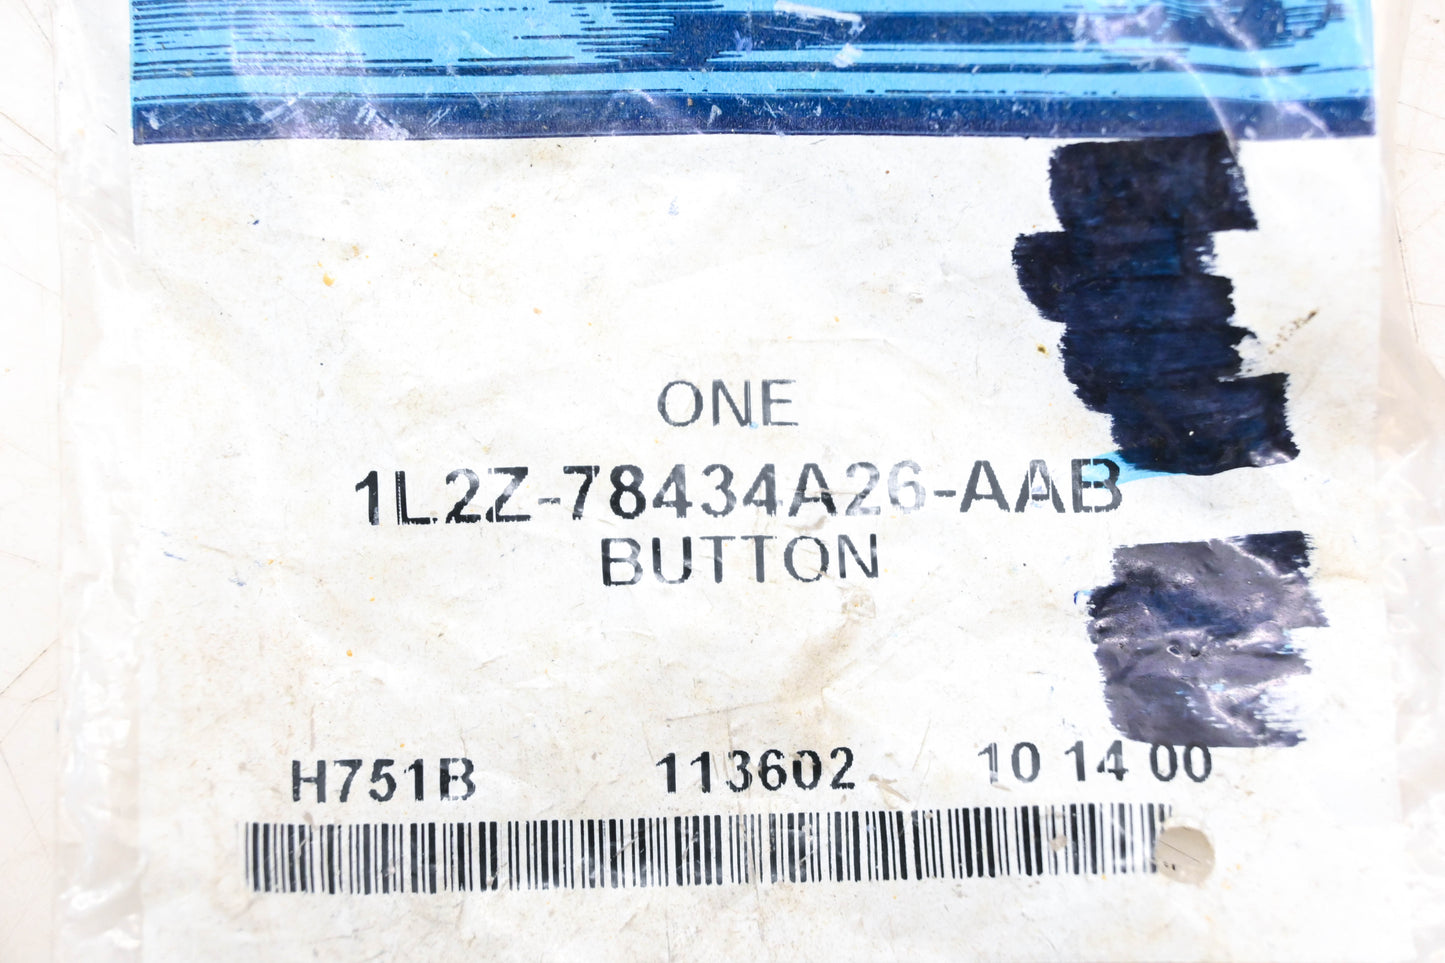 ONE
1L2Z-78434A26-AAB
BUTTON
H751B 113602 10 14 00